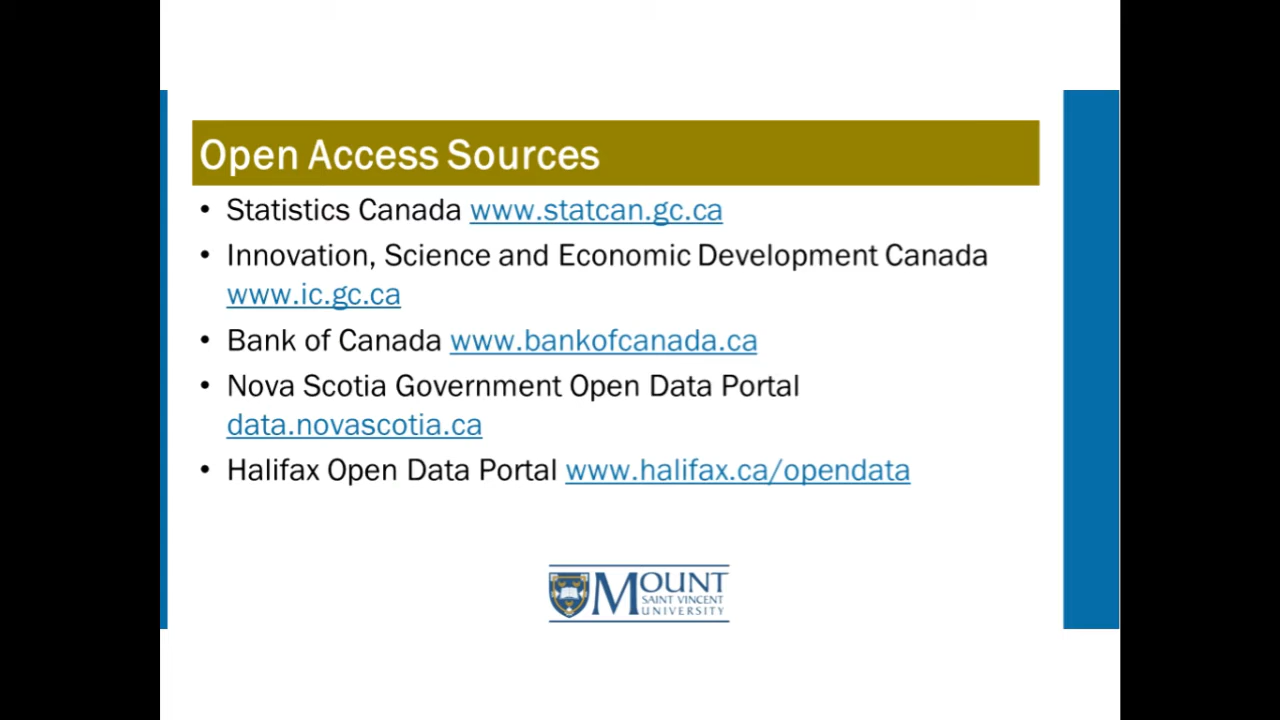 Open Access Sources
• Statistics Canada www.statcan.gc.ca
• Innovation, Science and Economic Development Canada
www.ic.gc.ca
• Bank of Canada www.bankofcanada.ca
• Nova Scotia Government Open Data Portal
data.novascotia.ca
• Halifax Open Data Portal www.halifax.ca/opendata
MOUNT
SAINT VINCENT
UNIVERSITY